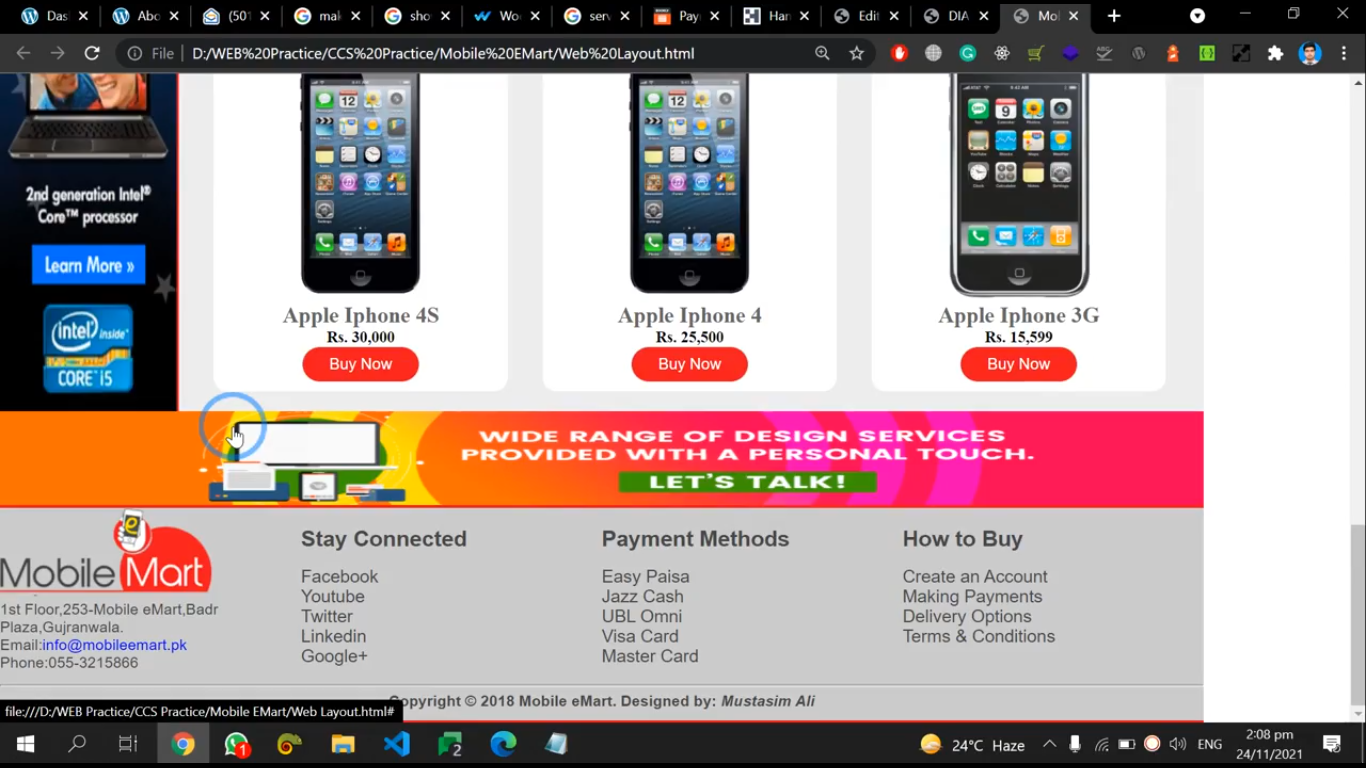 Das
Abo
(501
mak
sho
Wo
serv
Pay
Han
Edit
DIA
Mol
File
D:/WEB%20Practice/CCS%20Practice/Mobile%20EMart/Web%20Layout.html
2nd generation Intel®
Core™ processor
Learn More »
intel inside
CORE i5
Apple Iphone 4S
Rs. 30,000
Buy Now
Apple Iphone 4
Rs. 25,500
Buy Now
Apple Iphone 3G
Rs. 15,599
Buy Now
WIDE RANGE OF DESIGN SERVICES
PROVIDED WITH A PERSONAL TOUCH.
LET'S TALK!
Mobile Mart
1st Floor,253-Mobile eMart,Badr
Plaza,Gujranwala.
Email:info@mobileemart.pk
Phone:055-3215866
Stay Connected
Facebook
Youtube
Twitter
Linkedin
Google+
Payment Methods
Easy Paisa
Jazz Cash
UBL Omni
Visa Card
Master Card
How to Buy
Create an Account
Making Payments
Delivery Options
Terms & Conditions
Copyright © 2018 Mobile eMart. Designed by: Mustasim Ali
file:///D:/WEB Practice/CCS Practice/Mobile EMart/Web Layout.html#
24°C Haze
ENG
2:08 pm
24/11/2021